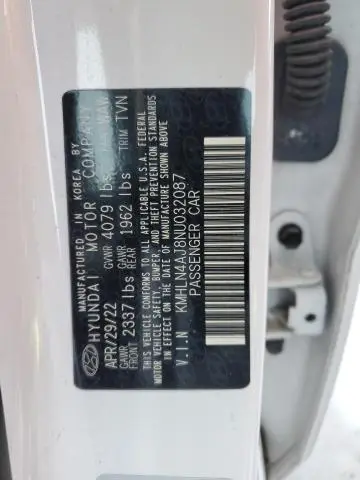 MANUFACTURED IN KOREA BY
HYUNDAI MOTOR COMPANY
APR/29/22 GVWR 4079 lbs
GAWR FRONT 2337 lbs GAWR REAR 1962 lbs TRIM TVN
THIS VEHICLE CONFORMS TO ALL APPLICABLE U.S.A. FEDERAL
MOTOR VEHICLE SAFETY, BUMPER, AND THEFT PREVENTION STANDARDS
IN EFFECT ON THE DATE OF MANUFACTURE SHOWN ABOVE.
V.I.N KMHLN4AJ8NU032087
PASSENGER CAR